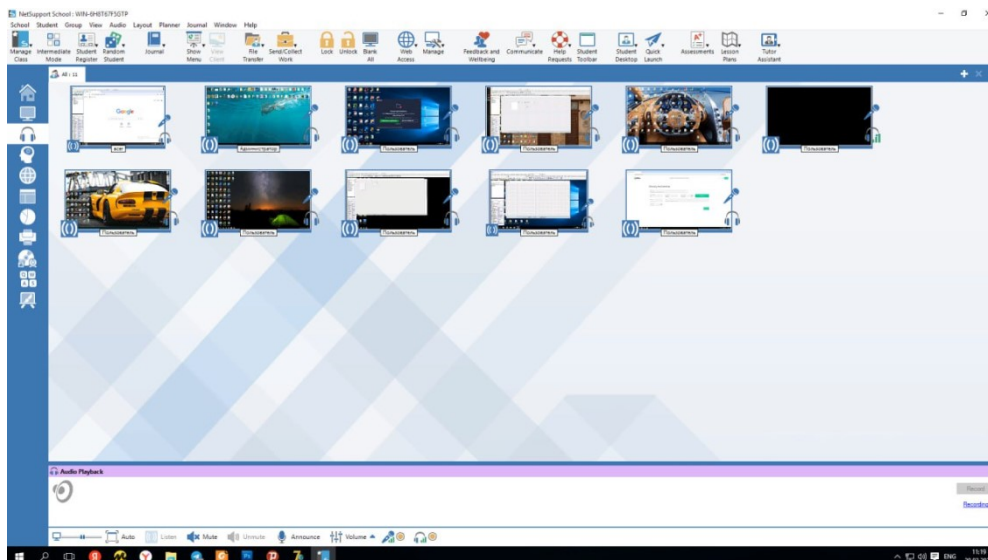 NetSupport School : WIN-6H8T67F5GTP
School Student Group View Audio Layout Planner Journal Window Help
Manage Class
Intermediate Mode
Student Register
Random Student
Journal
Show Menu
View Client
File Transfer
Send/Collect Work
Lock
Unlock
Blank All
Web Access
Manage
Feedback and Wellbeing
Communicate
Help Requests
Student Toolbar
Student Desktop
Quick Launch
Assessments
Lesson Plans
Tutor Assistant
All : 11
Google
acer
Администратор
Пользователь
Пользователь
Пользователь
Пользователь
Пользователь
Пользователь
Пользователь
Пользователь
Пользователь
Audio Playback
Record
Recording
Auto Listen Mute Unmute Announce Volume
ENG
11:19